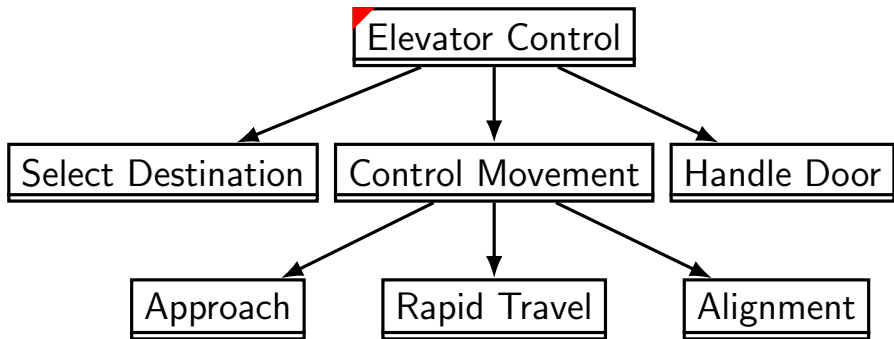 Elevator Control
Select Destination
Control Movement
Handle Door
Approach
Rapid Travel
Alignment